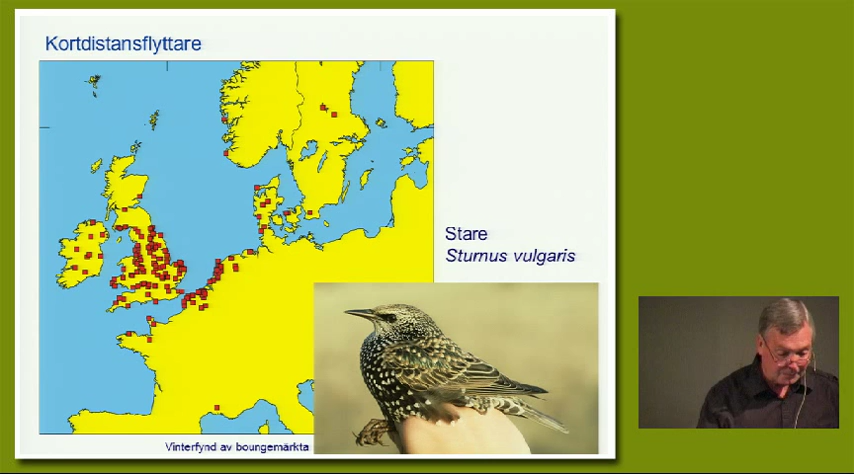 Kortdistansflyttare
Stare
Sturnus vulgaris
Vinterfynd av boungemärkta